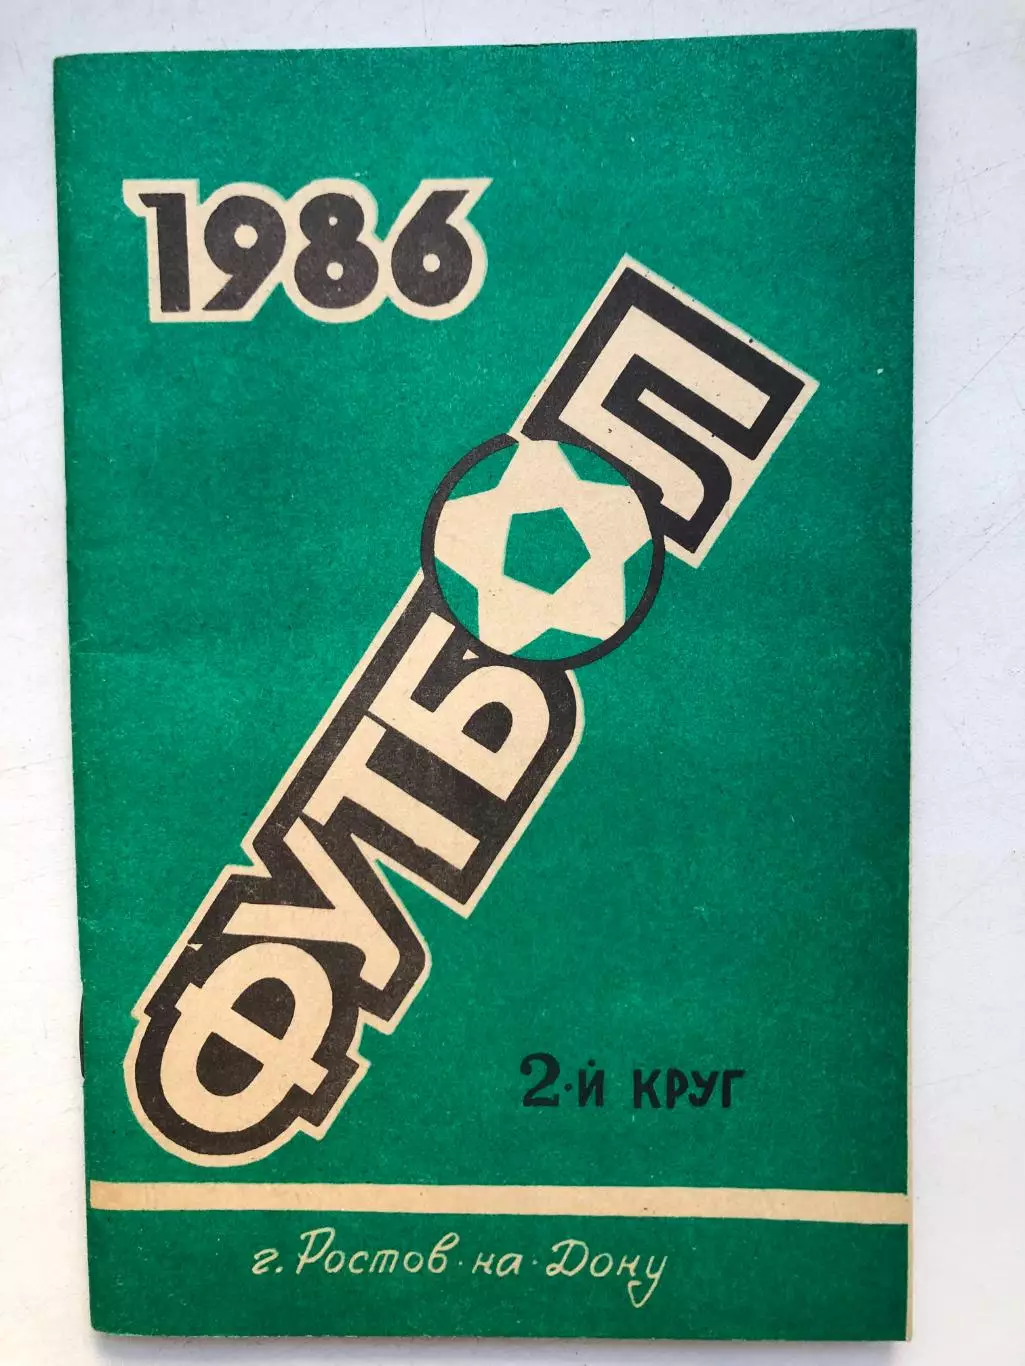 1986
ФУТБОЛ
2-й КРУГ
г. Ростов-на-Дону